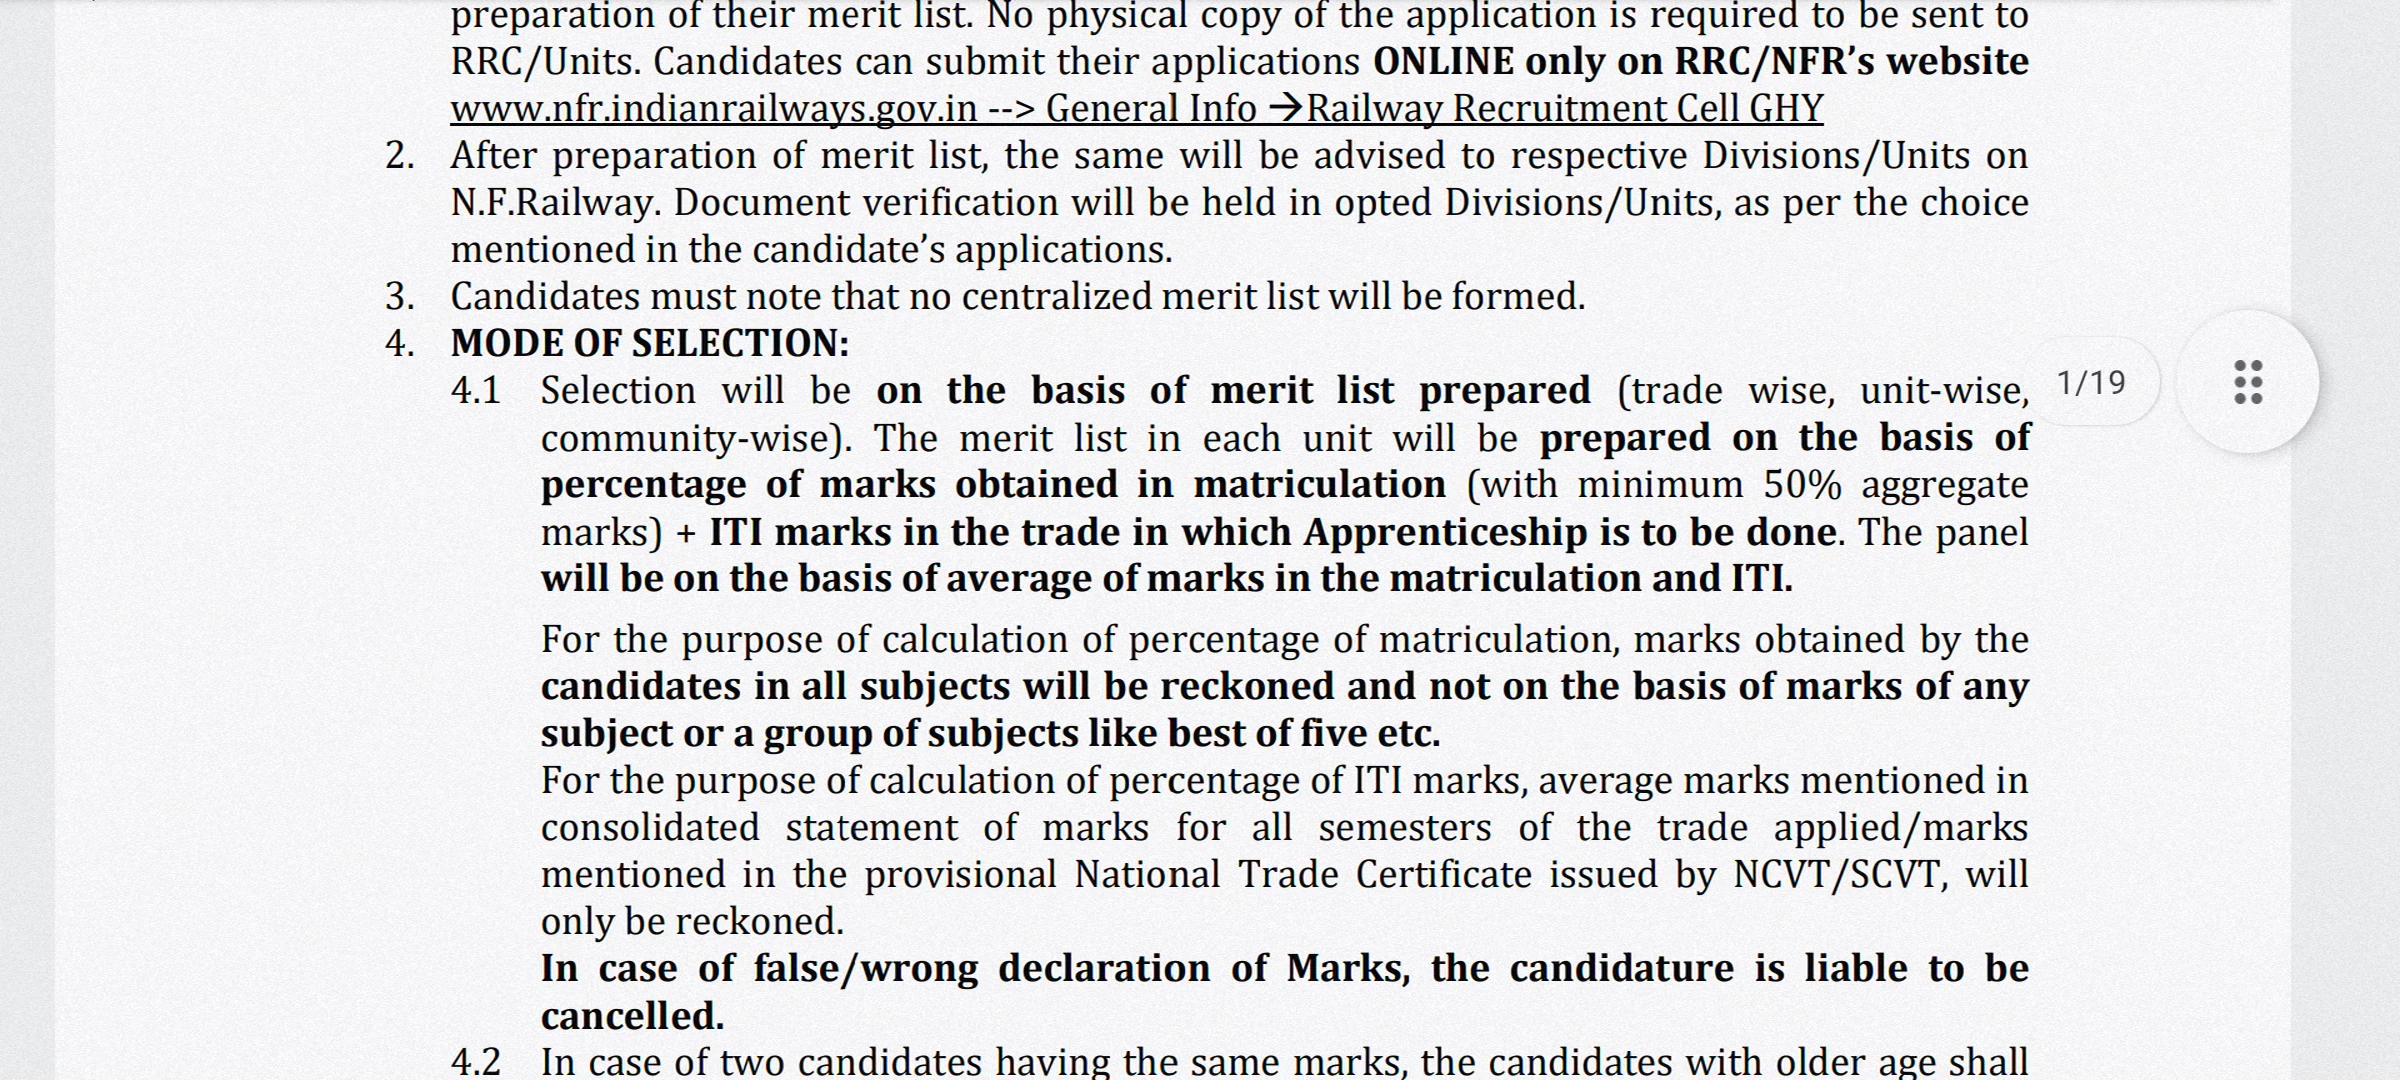 preparation of their merit list. No physical copy of the application is required to be sent to
RRC/Units. Candidates can submit their applications ONLINE only on RRC/NFR’s website
www.nfr.indianrailways.gov.in --> General Info →Railway Recruitment Cell GHY
2. After preparation of merit list, the same will be advised to respective Divisions/Units on
N.F.Railway. Document verification will be held in opted Divisions/Units, as per the choice
mentioned in the candidate’s applications.
3. Candidates must note that no centralized merit list will be formed.
4. MODE OF SELECTION:
4.1 Selection will be on the basis of merit list prepared (trade wise, unit-wise,
community-wise). The merit list in each unit will be prepared on the basis of
percentage of marks obtained in matriculation (with minimum 50% aggregate
marks) + ITI marks in the trade in which Apprenticeship is to be done. The panel
will be on the basis of average of marks in the matriculation and ITI.
For the purpose of calculation of percentage of matriculation, marks obtained by the
candidates in all subjects will be reckoned and not on the basis of marks of any
subject or a group of subjects like best of five etc.
For the purpose of calculation of percentage of ITI marks, average marks mentioned in
consolidated statement of marks for all semesters of the trade applied/marks
mentioned in the provisional National Trade Certificate issued by NCVT/SCVT, will
only be reckoned.
In case of false/wrong declaration of Marks, the candidature is liable to be
cancelled.
4.2 In case of two candidates having the same marks, the candidates with older age shall
1/19